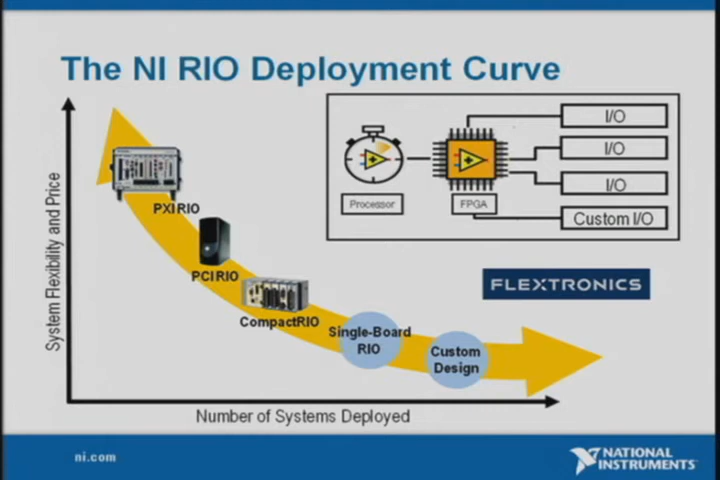 The NI RIO Deployment Curve
System Flexibility and Price
PXI RIO
PCI RIO
CompactRIO
Single-Board
RIO
Custom
Design
Number of Systems Deployed
Processor
FPGA
I/O
I/O
I/O
Custom I/O
FLEXTRONICS
ni.com
NATIONAL
INSTRUMENTS